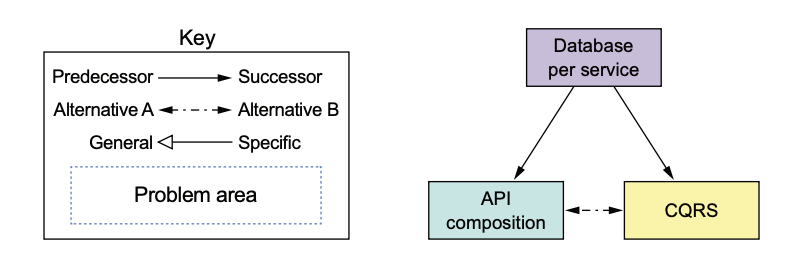 Key
Predecessor Successor
Alternative A Alternative B
General Specific
Problem area
Database
per service
API
composition
CQRS